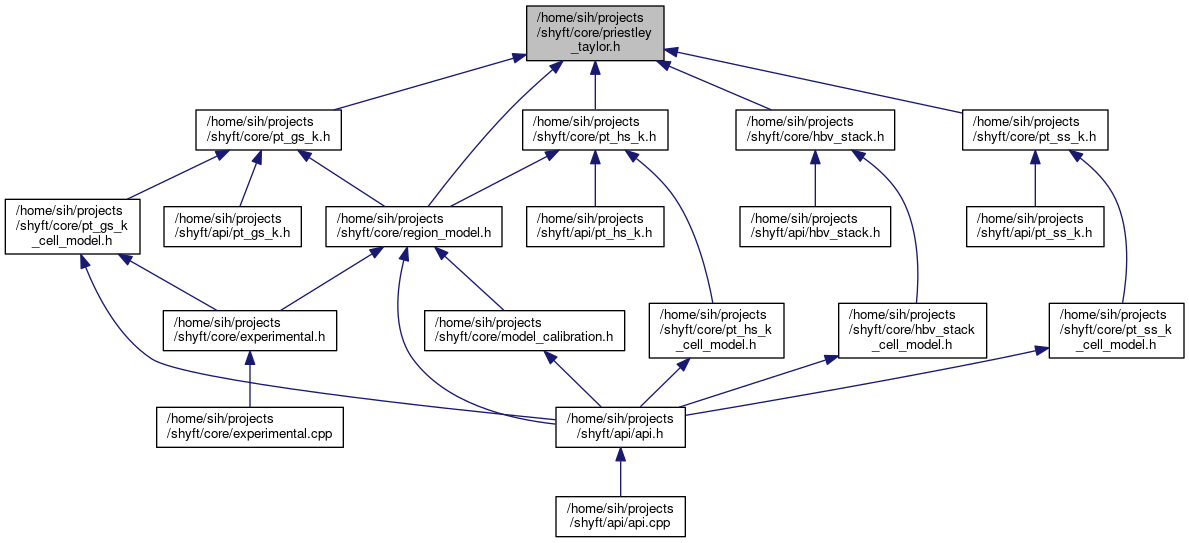 /home/sih/projects
/shyft/core/priestley
_taylor.h
/home/sih/projects
/shyft/core/pt_gs_k.h
/home/sih/projects
/shyft/core/pt_hs_k.h
/home/sih/projects
/shyft/core/hbv_stack.h
/home/sih/projects
/shyft/core/pt_ss_k.h
/home/sih/projects
/shyft/core/pt_gs_k
_cell_model.h
/home/sih/projects
/shyft/api/pt_gs_k.h
/home/sih/projects
/shyft/core/region_model.h
/home/sih/projects
/shyft/api/pt_hs_k.h
/home/sih/projects
/shyft/api/hbv_stack.h
/home/sih/projects
/shyft/api/pt_ss_k.h
/home/sih/projects
/shyft/core/experimental.h
/home/sih/projects
/shyft/core/model_calibration.h
/home/sih/projects
/shyft/core/pt_hs_k
_cell_model.h
/home/sih/projects
/shyft/core/hbv_stack
_cell_model.h
/home/sih/projects
/shyft/core/pt_ss_k
_cell_model.h
/home/sih/projects
/shyft/core/experimental.cpp
/home/sih/projects
/shyft/api/api.h
/home/sih/projects
/shyft/api/api.cpp